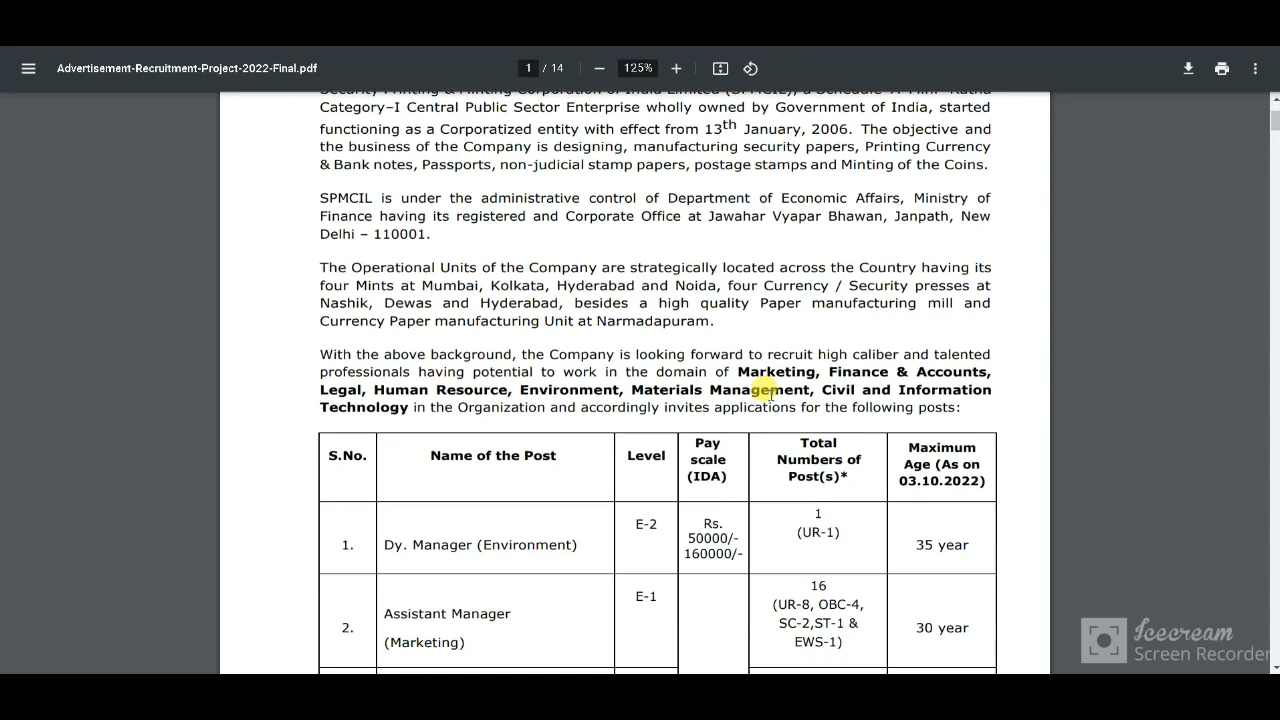 Advertisement-Recruitment-Project-2022-Final.pdf
1 / 14
125%
Security Printing & Minting Corporation of India Limited (SPMCIL), a Schedule
Category–I Central Public Sector Enterprise wholly owned by Government of India, started
functioning as a Corporatized entity with effect from 13th January, 2006. The objective and
the business of the Company is designing, manufacturing security papers, Printing Currency
& Bank notes, Passports, non-judicial stamp papers, postage stamps and Minting of the Coins.
SPMCIL is under the administrative control of Department of Economic Affairs, Ministry of
Finance having its registered and Corporate Office at Jawahar Vyapar Bhawan, Janpath, New
Delhi – 110001.
The Operational Units of the Company are strategically located across the Country having its
four Mints at Mumbai, Kolkata, Hyderabad and Noida, four Currency / Security presses at
Nashik, Dewas and Hyderabad, besides a high quality Paper manufacturing mill and
Currency Paper manufacturing Unit at Narmadapuram.
With the above background, the Company is looking forward to recruit high caliber and talented
professionals having potential to work in the domain of Marketing, Finance & Accounts,
Legal, Human Resource, Environment, Materials Management, Civil and Information
Technology in the Organization and accordingly invites applications for the following posts:
S.No. Name of the Post Level Pay scale (IDA) Total Numbers of Post(s)* Maximum Age (As on 03.10.2022)
1. Dy. Manager (Environment) E-2 Rs. 50000/- 160000/- 1 (UR-1) 35 year
2. Assistant Manager (Marketing) E-1 16 (UR-8, OBC-4, SC-2,ST-1 & EWS-1) 30 year
Icecream
Screen Recorder